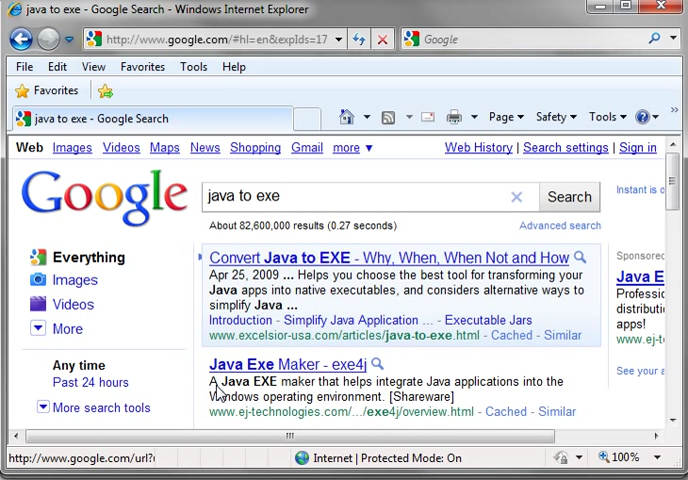 java to exe - Google Search - Windows Internet Explorer
http://www.google.com/#hl=en&expIds=17
Google
File Edit View Favorites Tools Help
Favorites
java to exe - Google Search
Page Safety Tools
Web Images Videos Maps News Shopping Gmail more Web History | Search settings | Sign in
Google
java to exe
Search
Instant is
About 82,600,000 results (0.27 seconds)
Advanced search
Everything
Images
Videos
More
Any time
Past 24 hours
More search tools
Convert Java to EXE - Why, When, When Not and How
Apr 25, 2009 ... Helps you choose the best tool for transforming your
Java apps into native executables, and considers alternative ways to
simplify Java ...
Introduction - Simplify Java Application ... - Executable Jars
www.excelsior-usa.com/articles/java-to-exe.html - Cached - Similar
Java Exe Maker - exe4j
A Java EXE maker that helps integrate Java applications into the
Windows operating environment. [Shareware]
www.ej-technologies.com/.../exe4j/overview.html - Cached - Similar
Sponsored
Java E
Profess
distribut
apps!
www.ej-t
See your a
http://www.google.com/url?
Internet | Protected Mode: On
100%